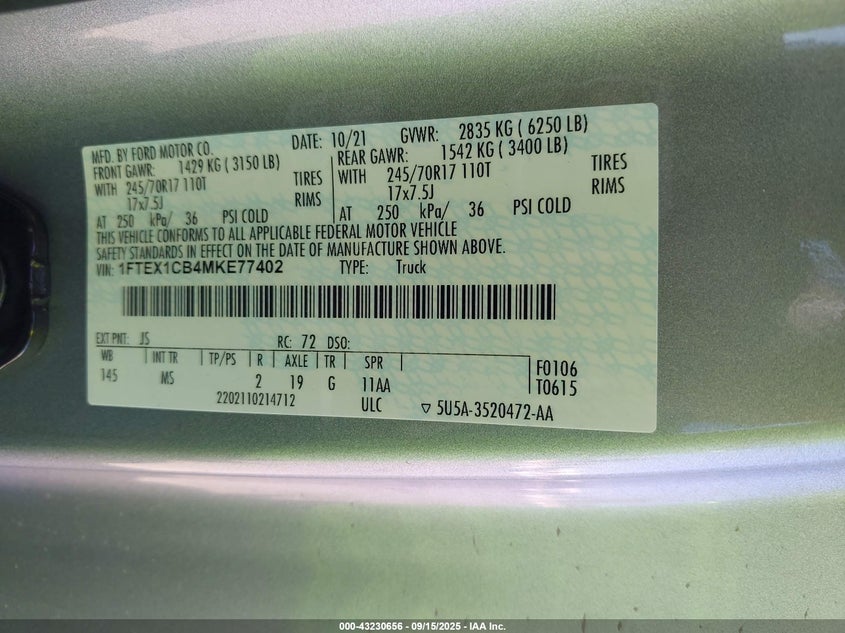 MFD. BY FORD MOTOR CO.
DATE: 10/21 GVWR: 2835 KG ( 6250 LB)
FRONT GAWR: 1429 KG ( 3150 LB)
WITH 245/70R17 110T TIRES
17x7.5J RIMS
AT 250 kPa/ 36 PSI COLD
REAR GAWR: 1542 KG ( 3400 LB)
WITH 245/70R17 110T TIRES
17x7.5J RIMS
AT 250 kPa/ 36 PSI COLD
THIS VEHICLE CONFORMS TO ALL APPLICABLE FEDERAL MOTOR VEHICLE
SAFETY STANDARDS IN EFFECT ON THE DATE OF MANUFACTURE SHOWN ABOVE.
VIN: 1FTEX1CB4MKE77402 TYPE: Truck
EXT PNT: JS RC: 72 DSO:
WB INT TR TP/PS R AXLE TR SPR
145 MS 2 19 G 11AA
F0106
T0615
2202110214712 ULC ▽ 5U5A-3520472-AA
000-43230656 - 09/15/2025 - IAA Inc.